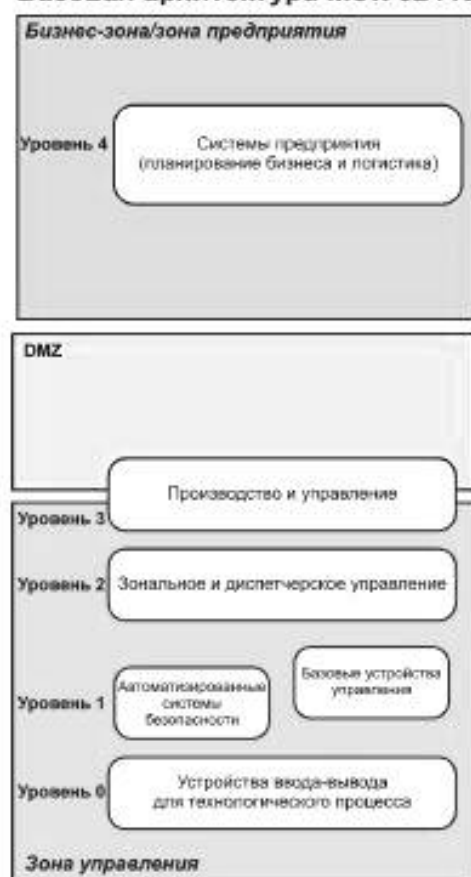 Бизнес-зона/зона предприятия
Уровень 4
Системы предприятия
(планирование бизнеса и логистика)
DMZ
Производство и управление
Уровень 3
Уровень 2
Зональное и диспетчерское управление
Базовые устройства
управления
Уровень 1
Автоматизированные
системы
безопасности
Уровень 0
Устройства ввода-вывода
для технологического процесса
Зона управления